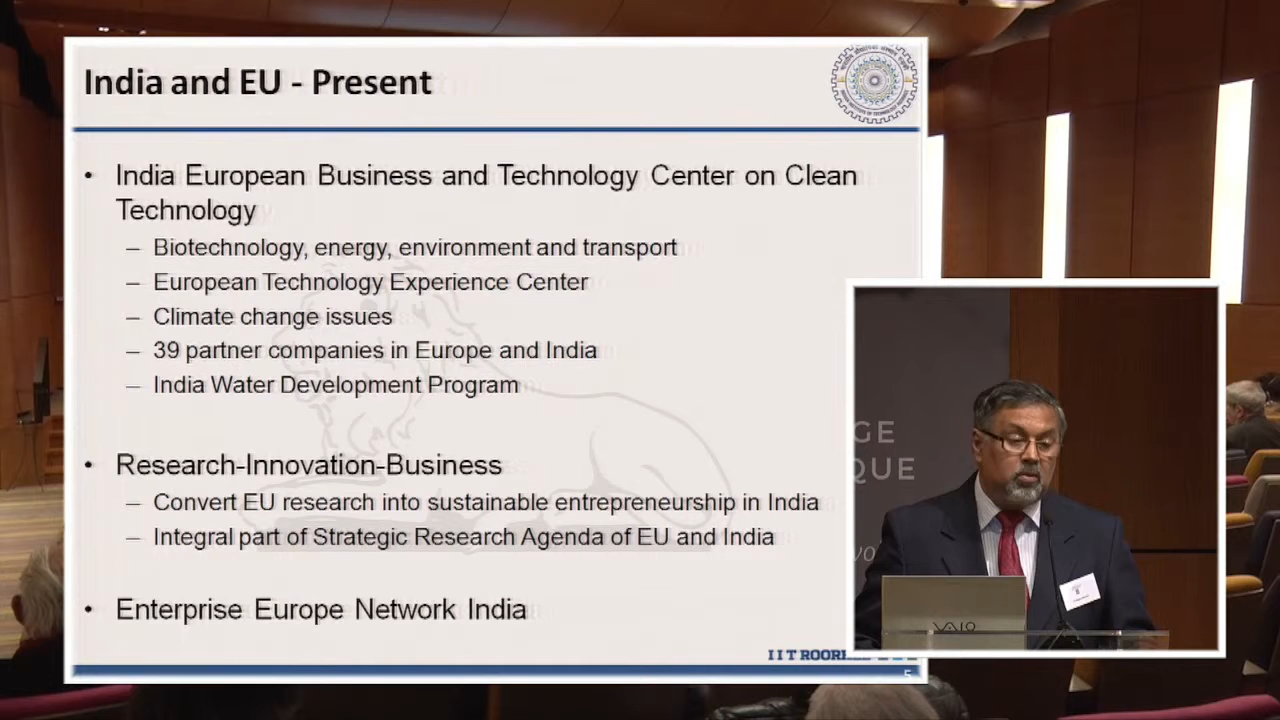 India and EU - Present
• India European Business and Technology Center on Clean
Technology
– Biotechnology, energy, environment and transport
– European Technology Experience Center
– Climate change issues
– 39 partner companies in Europe and India
– India Water Development Program
• Research-Innovation-Business
– Convert EU research into sustainable entrepreneurship in India
– Integral part of Strategic Research Agenda of EU and India
• Enterprise Europe Network India
I I T ROOR
5
GE
QUE
VAIO